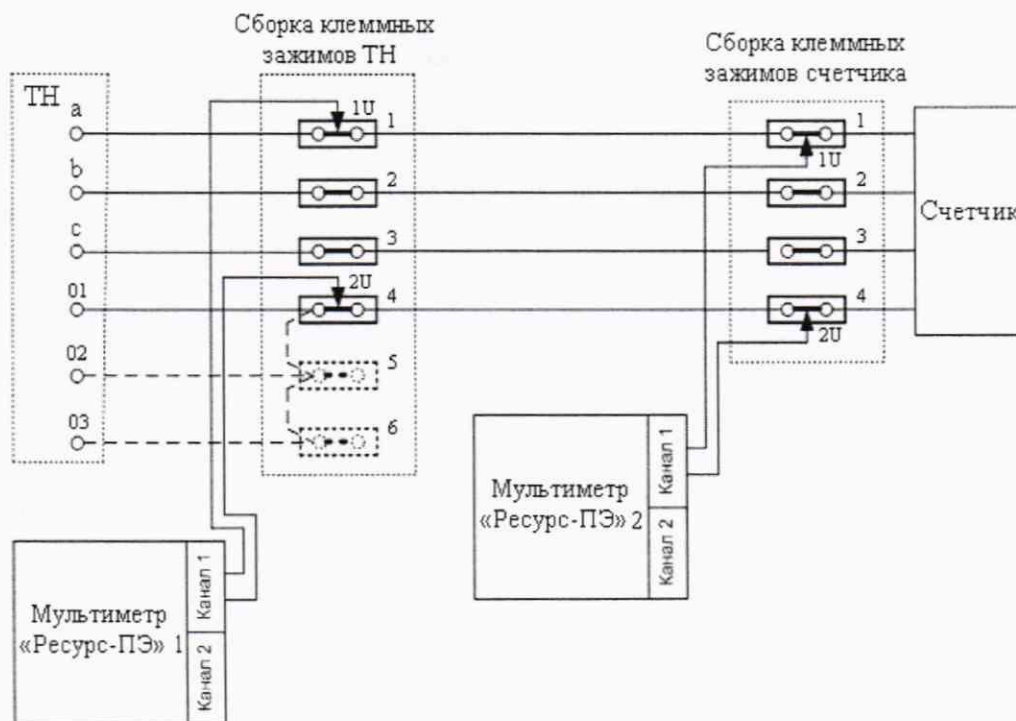 Сборка клеммных
зажимов ТН
Сборка клеммных
зажимов счетчика
ТН
a
b
c
01
02
03
1U
1
2
3
2U
4
5
6
1
1U
2
3
4
2U
Счетчик
Мультиметр
«Ресурс-ПЭ» 2
Канал 1
Канал 2
Мультиметр
«Ресурс-ПЭ» 1
Канал 1
Канал 2